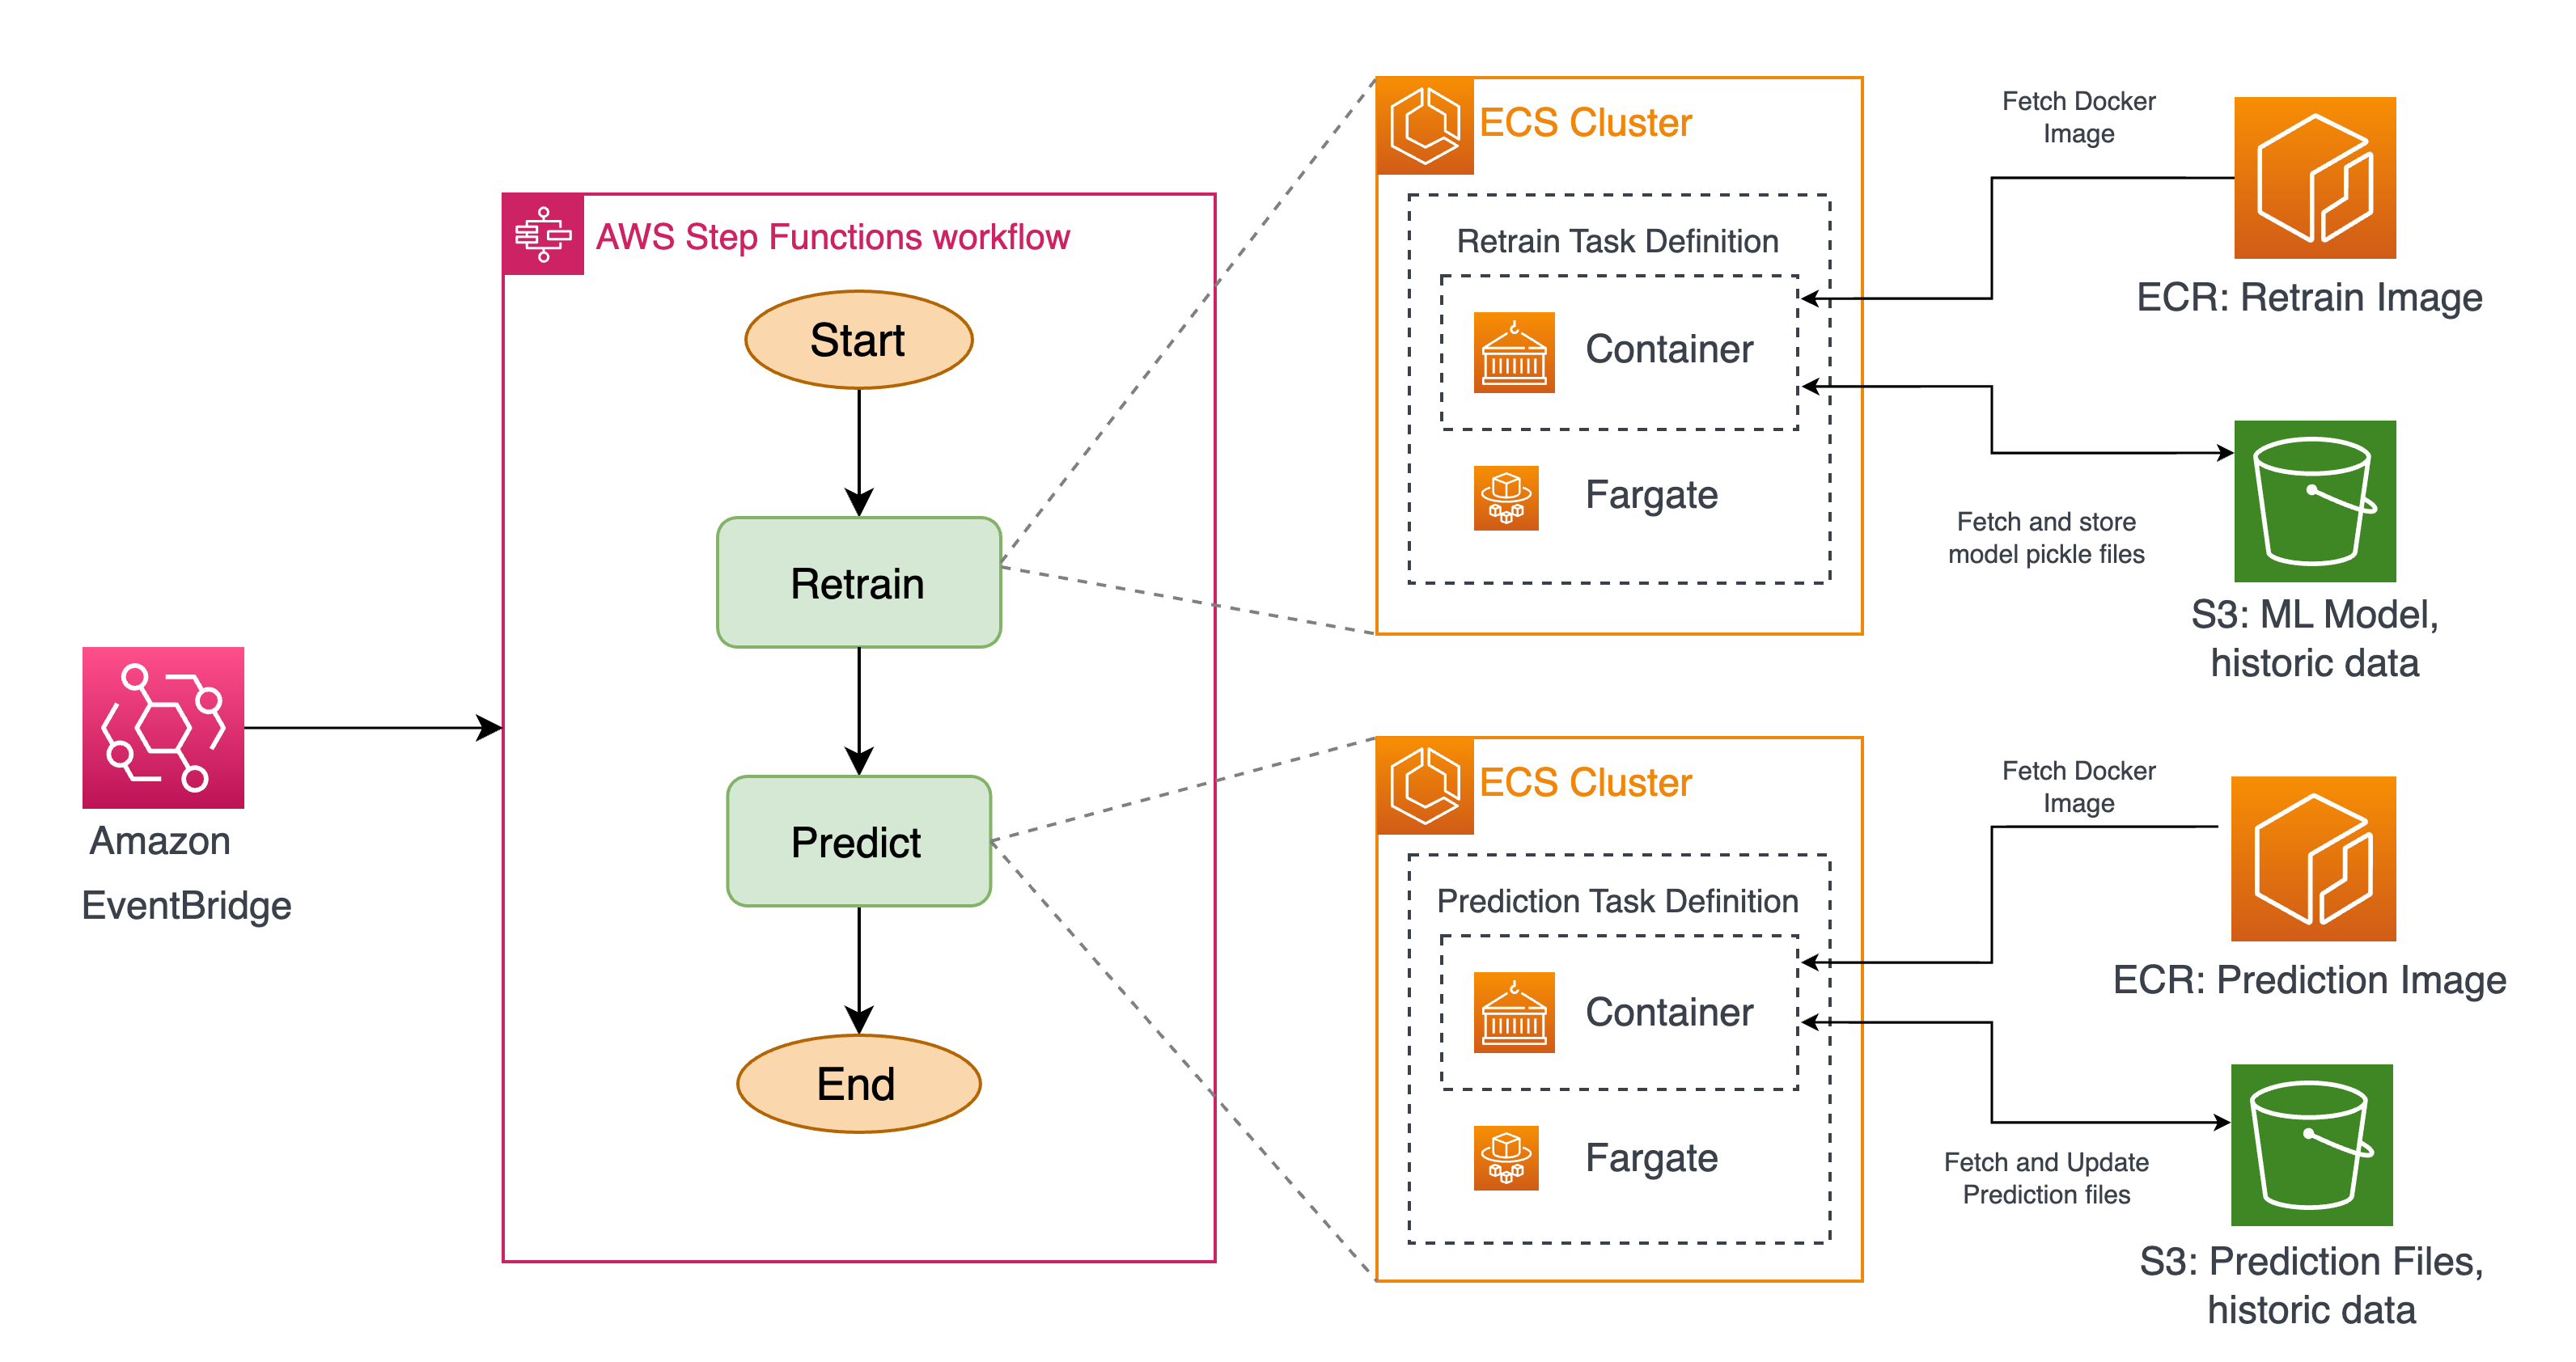 Amazon
EventBridge
AWS Step Functions workflow
Start
Retrain
Predict
End
ECS Cluster
Retrain Task Definition
Container
Fargate
Fetch Docker
Image
ECR: Retrain Image
Fetch and store
model pickle files
S3: ML Model,
historic data
ECS Cluster
Prediction Task Definition
Container
Fargate
Fetch Docker
Image
ECR: Prediction Image
Fetch and Update
Prediction files
S3: Prediction Files,
historic data